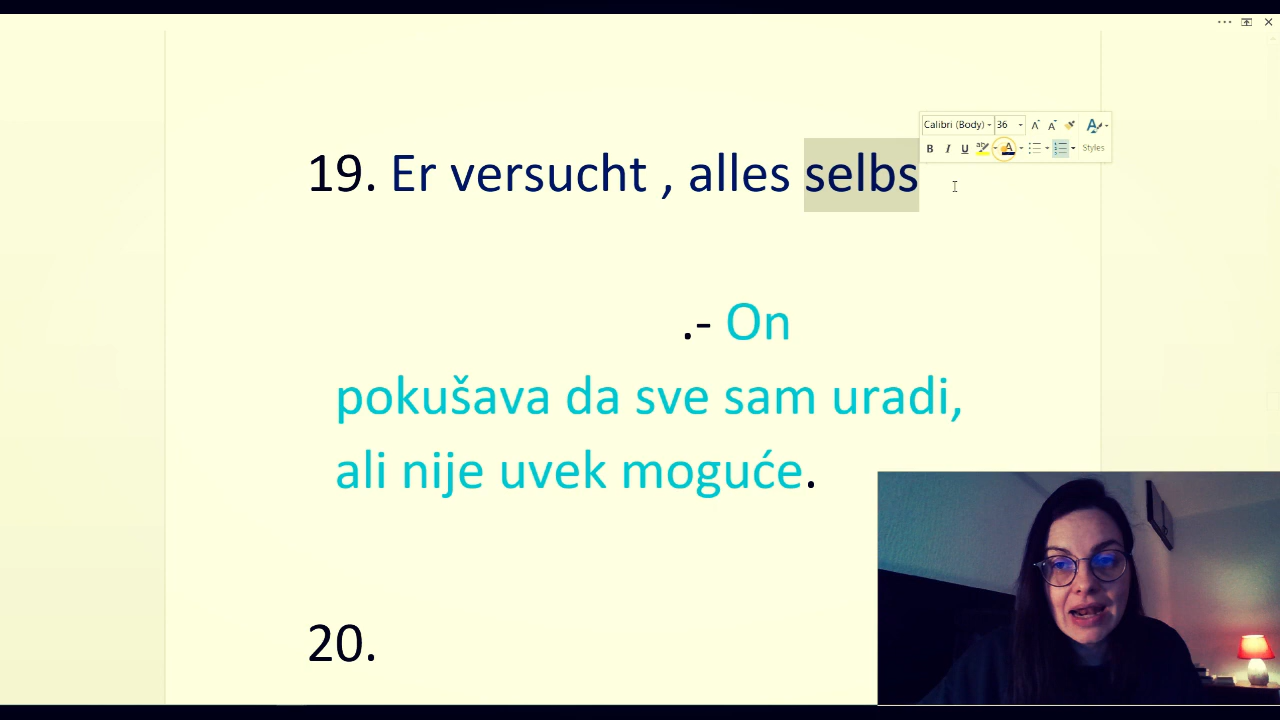 Calibri (Body) 36
B I U Styles
19. Er versucht , alles selbs
.- On
pokušava da sve sam uradi,
ali nije uvek moguće.
20.